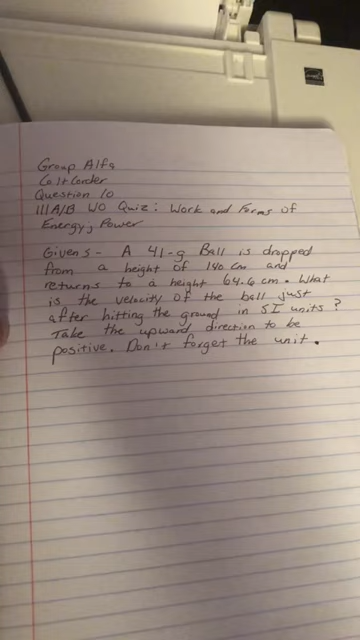 Group Alfa
Colt Corder
Question 10
111A/B WO Quiz: Work and Forms of
Energy, Power
Givens - A 41-g Ball is dropped
from a height of 140 cm and
returns to a height 64.6 cm. What
is the velocity of the ball just
after hitting the ground in SI units?
Take the upward direction to be
positive. Don't forget the unit.